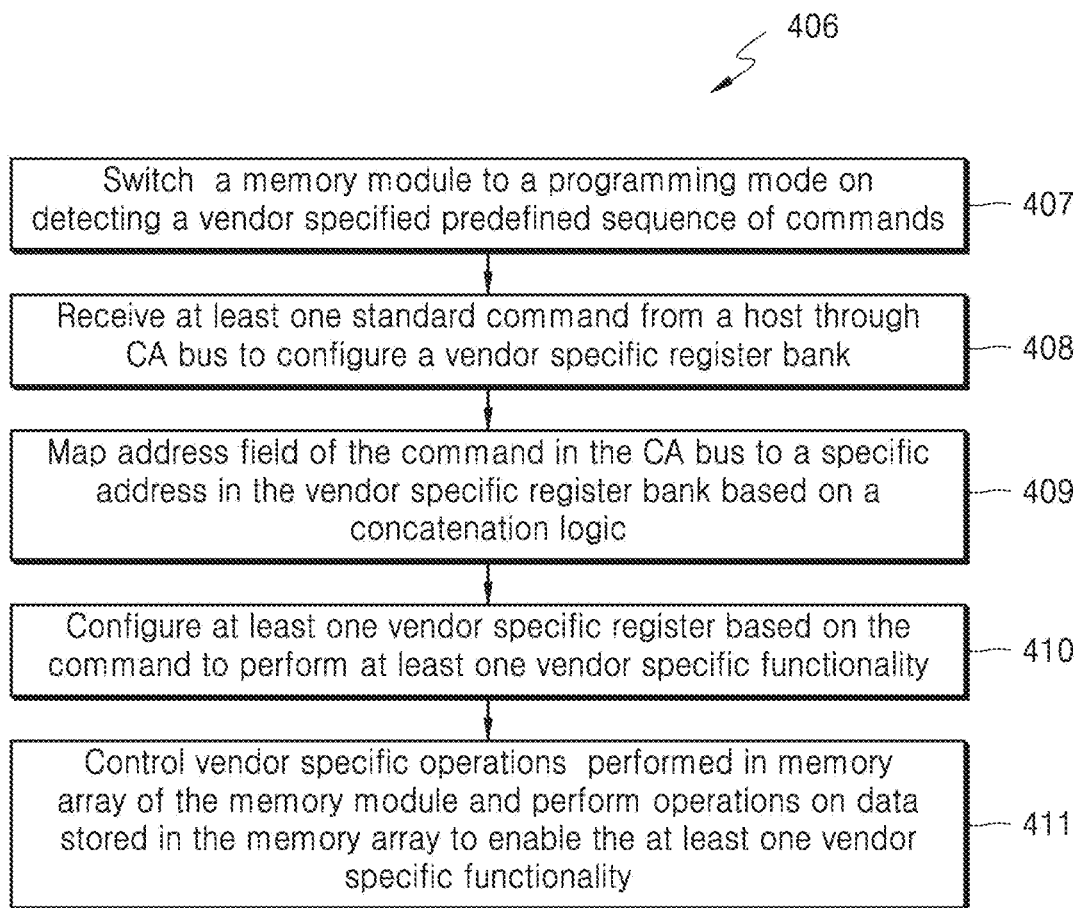 406
Switch a memory module to a programming mode on
detecting a vendor specified predefined sequence of commands
407
Receive at least one standard command from a host through
CA bus to configure a vendor specific register bank
408
Map address field of the command in the CA bus to a specific
address in the vendor specific register bank based on a
concatenation logic
409
Configure at least one vendor specific register based on the
command to perform at least one vendor specific functionality
410
Control vendor specific operations performed in memory
array of the memory module and perform operations on data
stored in the memory array to enable the at least one vendor
specific functionality
411